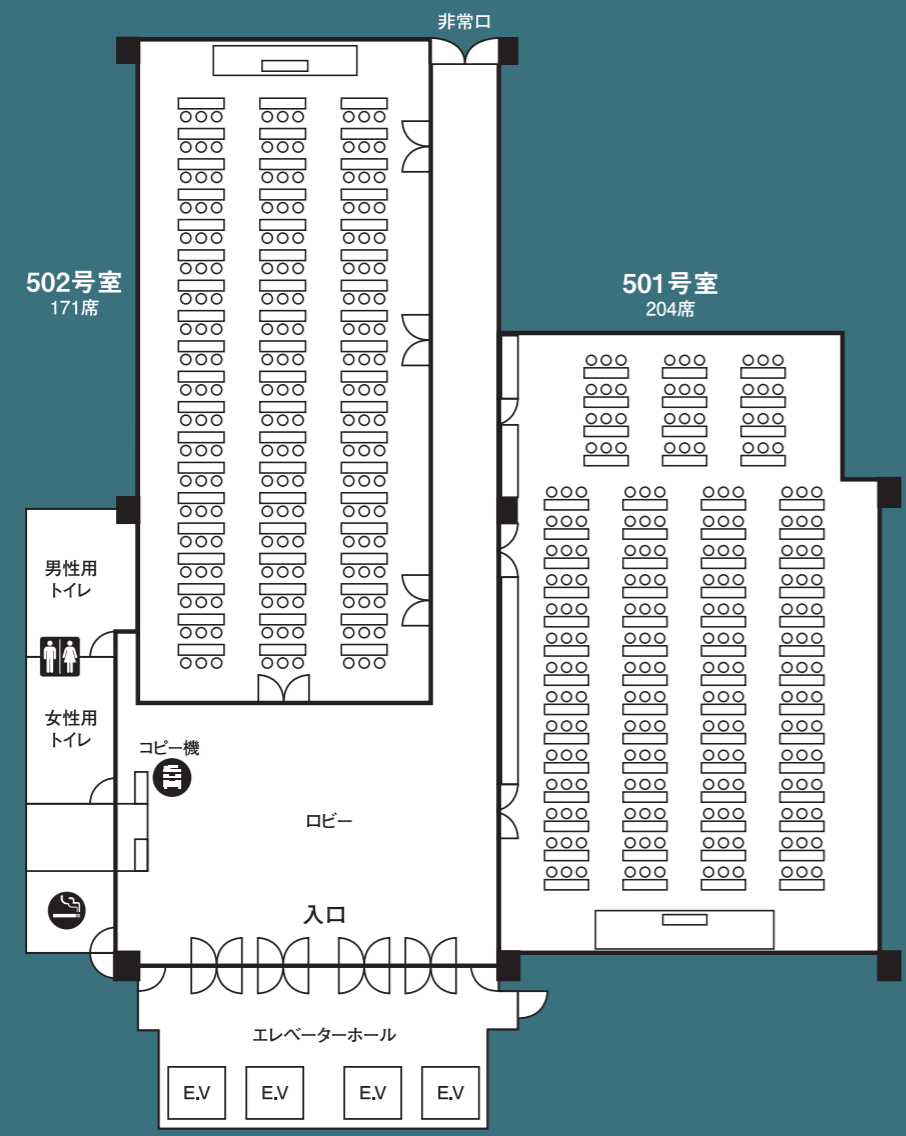 非常口
502号室
171席
501号室
204席
男性用
トイレ
女性用
トイレ
コピー機
ロビー
入口
エレベーターホール
E.V
E.V
E.V
E.V